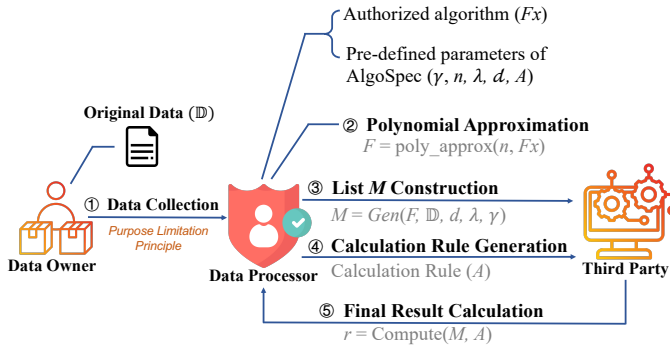 Authorized algorithm (Fx)
Pre-defined parameters of
AlgoSpec (γ, n, λ, d, A)
Original Data (𝔻)
② Polynomial Approximation
F = poly_approx(n, Fx)
① Data Collection
Purpose Limitation
Principle
③ List M Construction
M = Gen(F, 𝔻, d, λ, γ)
④ Calculation Rule Generation
Calculation Rule (A)
Data Owner
Data Processor
Third Party
⑤ Final Result Calculation
r = Compute(M, A)